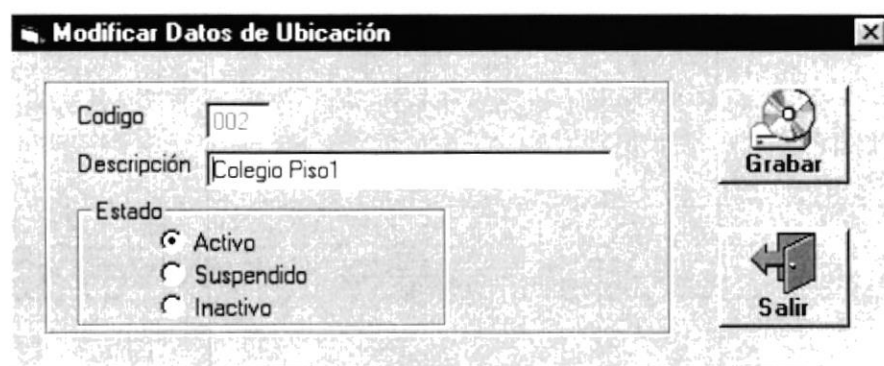 Modificar Datos de Ubicación
Codigo 002
Descripción Colegio Piso1
Estado
Activo
Suspendido
Inactivo
Grabar
Salir